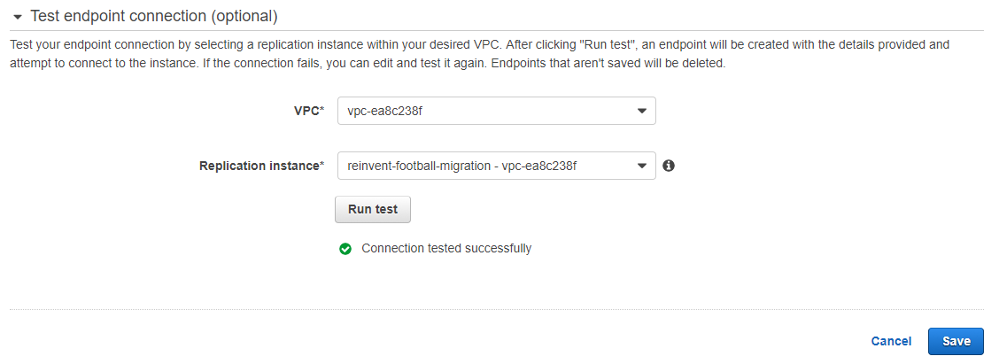 Test endpoint connection (optional)
Test your endpoint connection by selecting a replication instance within your desired VPC. After clicking "Run test", an endpoint will be created with the details provided and
attempt to connect to the instance. If the connection fails, you can edit and test it again. Endpoints that aren't saved will be deleted.
VPC* vpc-ea8c238f
Replication instance* reinvent-football-migration - vpc-ea8c238f
Run test
Connection tested successfully
Cancel Save